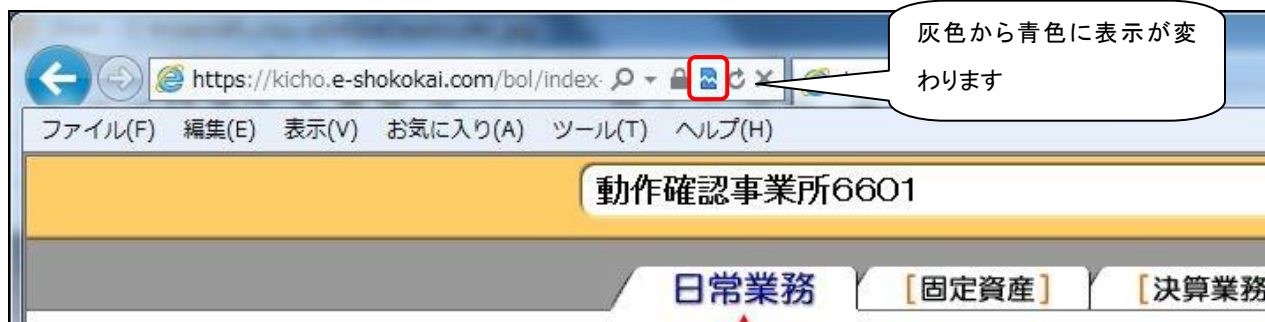 灰色から青色に表示が変
わります
https://kicho.e-shokokai.com/bol/index-
ファイル(F) 編集(E) 表示(V) お気に入り(A) ツール(T) ヘルプ(H)
動作確認事業所6601
日常業務 [固定資産] [決算業務